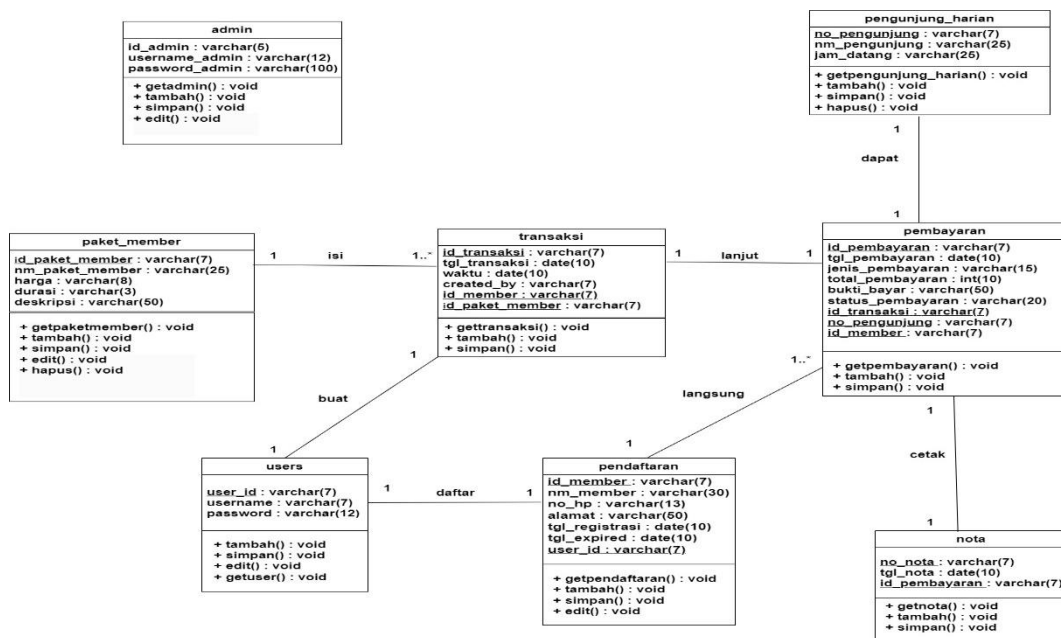 admin
id_admin : varchar(5)
username_admin : varchar(12)
password_admin : varchar(100)
+ getadmin() : void
+ tambah() : void
+ simpan() : void
+ edit() : void
pengunjung_harian
no_pengunjung : varchar(7)
nm_pengunjung : varchar(25)
jam_datang : varchar(25)
+ getpengunjung_harian() : void
+ tambah() : void
+ simpan() : void
+ hapus() : void
1
dapat
1
paket_member
id_paket_member : varchar(7)
nm_paket_member : varchar(25)
harga : varchar(8)
durasi : varchar(3)
deskripsi : varchar(50)
+ getpaketmember() : void
+ tambah() : void
+ simpan() : void
+ edit() : void
+ hapus() : void
1 isi 1..*
transaksi
id_transaksi : varchar(7)
tgl_transaksi : date(10)
waktu : date(10)
created_by : varchar(7)
id_member : varchar(7)
id_paket_member : varchar(7)
+ gettransaksi() : void
+ tambah() : void
+ simpan() : void
1 lanjut 1
pembayaran
id_pembayaran : varchar(7)
tgl_pembayaran : date(10)
jenis_pembayaran : varchar(15)
total_pembayaran : int(10)
bukti_bayar : varchar(50)
status_pembayaran : varchar(20)
id_transaksi : varchar(7)
no_pengunjung : varchar(7)
id_member : varchar(7)
+ getpembayaran() : void
+ tambah() : void
+ simpan() : void
1
buat
1
1..*
langsung
1
1
cetak
1
users
user_id : varchar(7)
username : varchar(7)
password : varchar(12)
+ tambah() : void
+ simpan() : void
+ edit() : void
+ getuser() : void
1 daftar 1
pendaftaran
id_member : varchar(7)
nm_member : varchar(30)
no_hp : varchar(13)
alamat : varchar(50)
tgl_registrasi : date(10)
tgl_expired : date(10)
user_id : varchar(7)
+ getpendaftaran() : void
+ tambah() : void
+ simpan() : void
+ edit() : void
nota
no_nota : varchar(7)
tgl_nota : date(10)
id_pembayaran : varchar(7)
+ getnota() : void
+ tambah() : void
+ simpan() : void